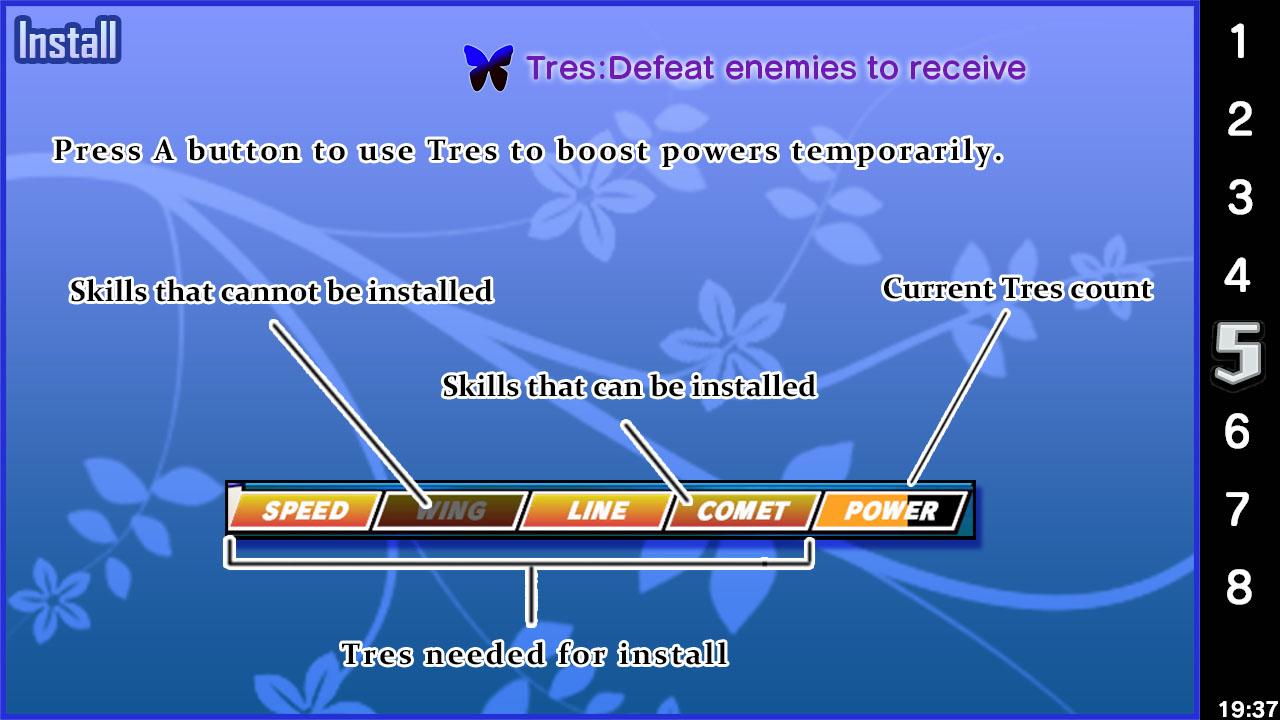 Install
Tres:Defeat enemies to receive
Press A button to use Tres to boost powers temporarily.
Skills that cannot be installed
Current Tres count
Skills that can be installed
SPEED WING LINE COMET POWER
Tres needed for install
1
2
3
4
5
6
7
8
19:37